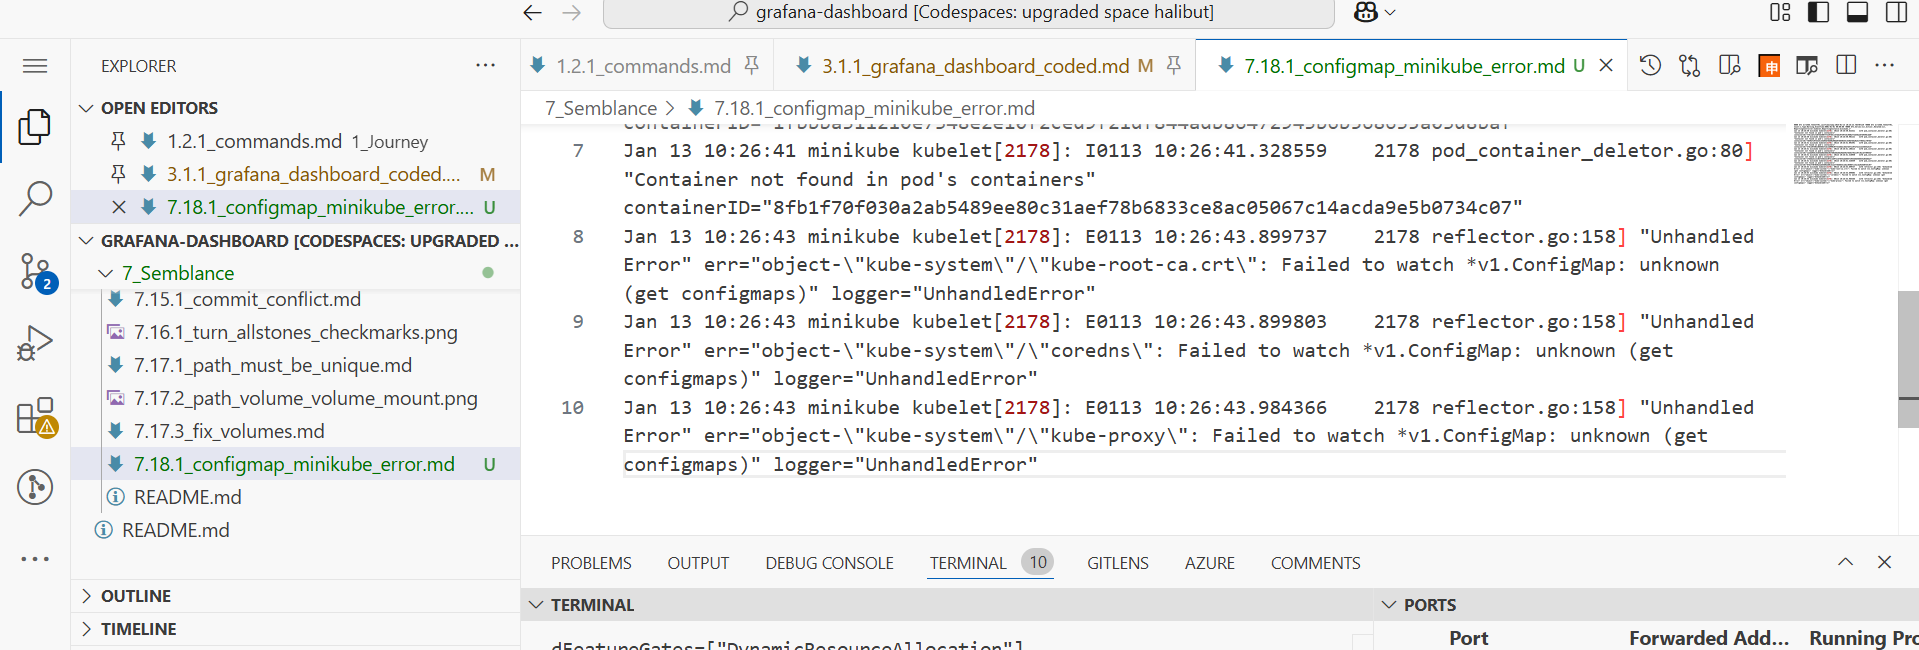 grafana-dashboard [Codespaces: upgraded space halibut]
EXPLORER
OPEN EDITORS
1.2.1_commands.md 1_Journey
3.1.1_grafana_dashboard_coded.... M
7.18.1_configmap_minikube_error.... U
GRAFANA-DASHBOARD [CODESPACES: UPGRADED ...
7_Semblance
7.15.1_commit_conflict.md
7.16.1_turn_allstones_checkmarks.png
7.17.1_path_must_be_unique.md
7.17.2_path_volume_volume_mount.png
7.17.3_fix_volumes.md
7.18.1_configmap_minikube_error.md U
README.md
README.md
OUTLINE
TIMELINE
2
1.2.1_commands.md
3.1.1_grafana_dashboard_coded.md M
7.18.1_configmap_minikube_error.md U
7_Semblance > 7.18.1_configmap_minikube_error.md
7 Jan 13 10:26:41 minikube kubelet[2178]: I0113 10:26:41.328559 2178 pod_container_deletor.go:80]
"Container not found in pod's containers"
containerID="8fb1f70f030a2ab5489ee80c31aef78b6833ce8ac05067c14acda9e5b0734c07"
8 Jan 13 10:26:43 minikube kubelet[2178]: E0113 10:26:43.899737 2178 reflector.go:158] "Unhandled
Error" err="object-\"kube-system\"/\"kube-root-ca.crt\": Failed to watch *v1.ConfigMap: unknown
(get configmaps)" logger="UnhandledError"
9 Jan 13 10:26:43 minikube kubelet[2178]: E0113 10:26:43.899803 2178 reflector.go:158] "Unhandled
Error" err="object-\"kube-system\"/\"coredns\": Failed to watch *v1.ConfigMap: unknown (get
configmaps)" logger="UnhandledError"
10 Jan 13 10:26:43 minikube kubelet[2178]: E0113 10:26:43.984366 2178 reflector.go:158] "Unhandled
Error" err="object-\"kube-system\"/\"kube-proxy\": Failed to watch *v1.ConfigMap: unknown (get
configmaps)" logger="UnhandledError"
PROBLEMS OUTPUT DEBUG CONSOLE TERMINAL 10 GITLENS AZURE COMMENTS
TERMINAL
dFeatureGates=["DynamicResourceAllocation"]
PORTS
Port Forwarded Add... Running Pro